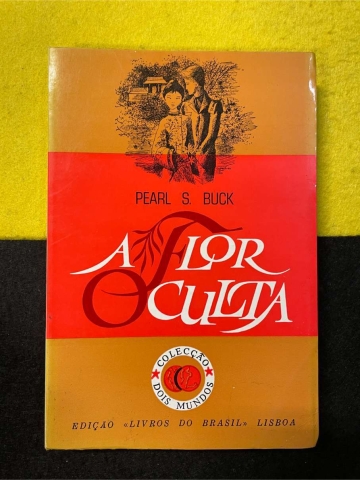 PEARL S. BUCK
A FLOR
OCULTA
COLECÇÃO
DOIS MUNDOS
EDIÇÃO «LIVROS DO BRASIL» LISBOA